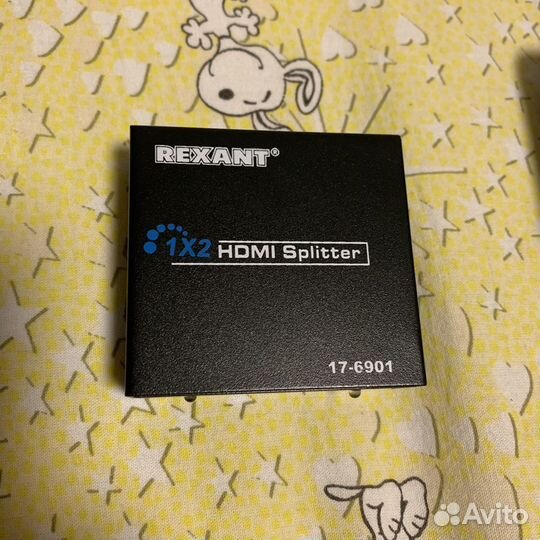 REXANT®
1X2 HDMI Splitter
17-6901
Avito